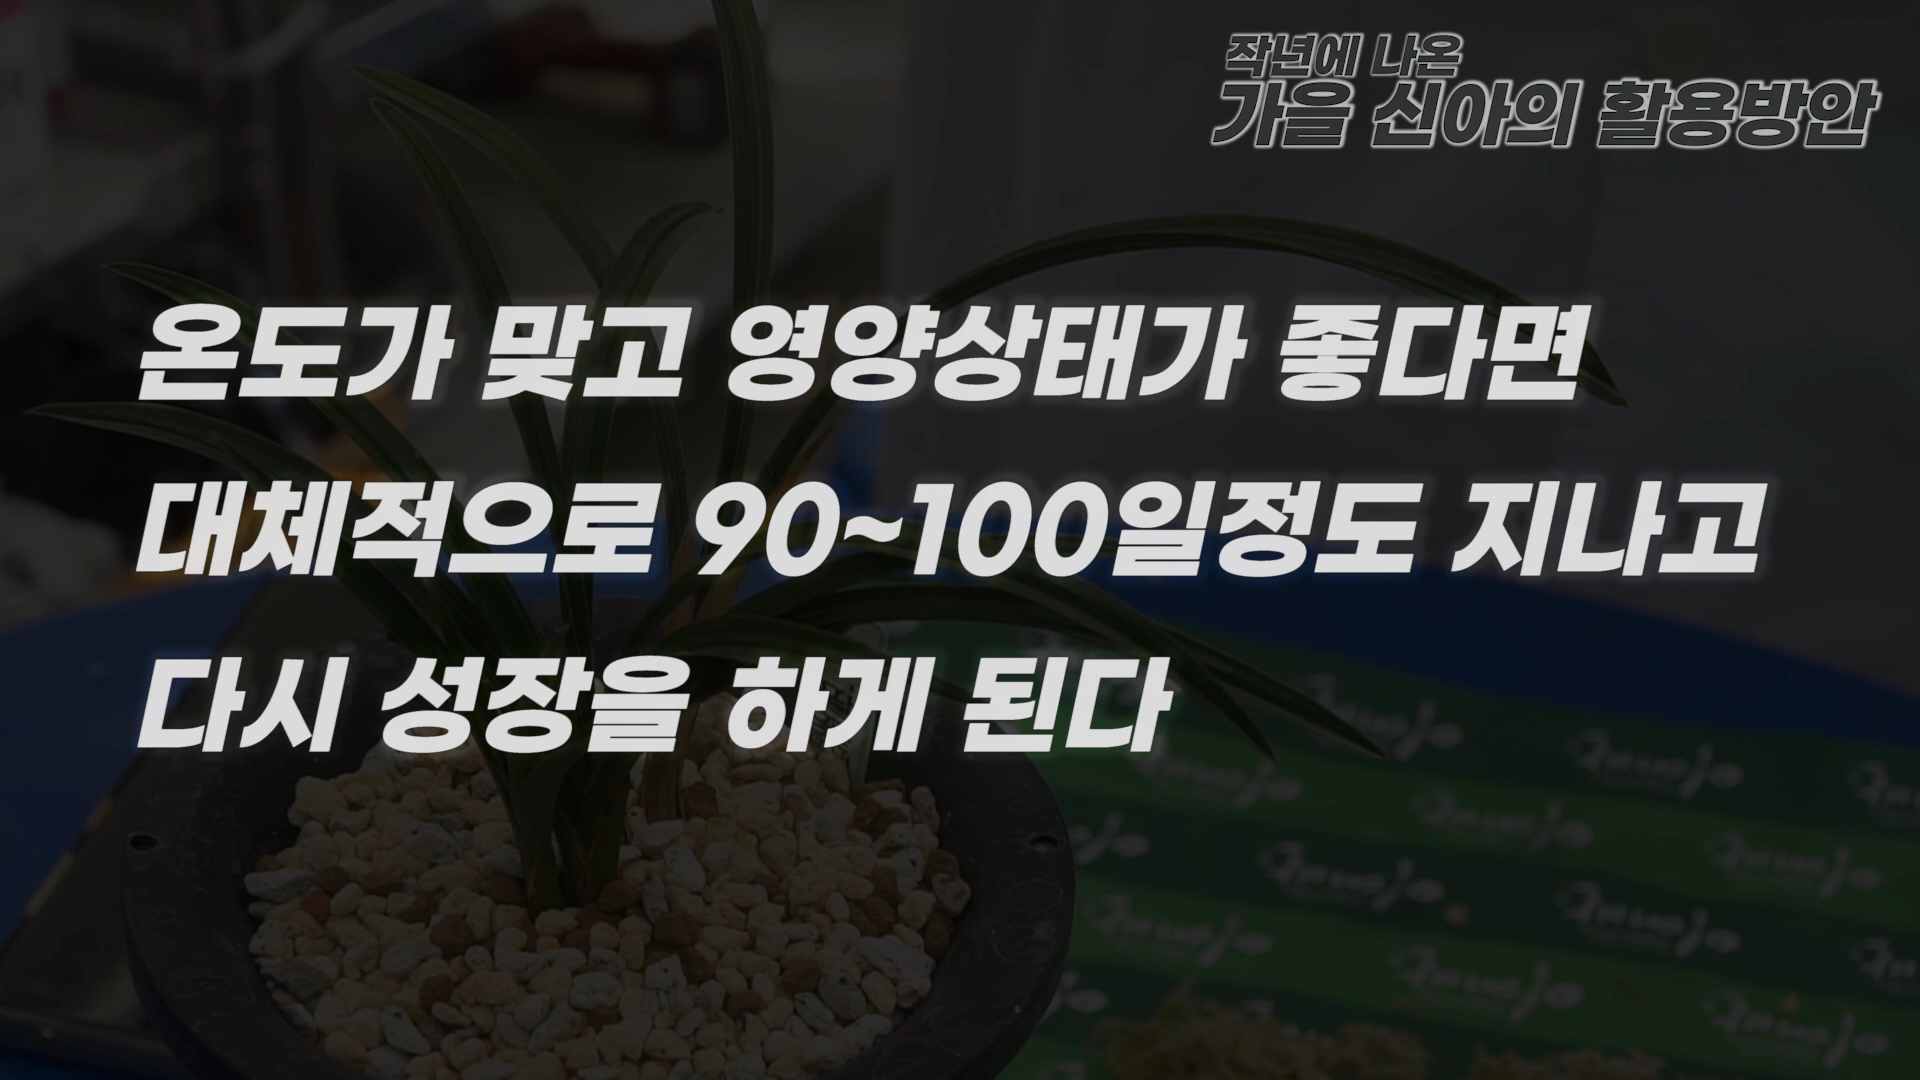 작년에 나온
가을 신아의 활용방안
온도가 맞고 영양상태가 좋다면
대체적으로 90~100일정도 지나고
다시 성장을 하게 된다